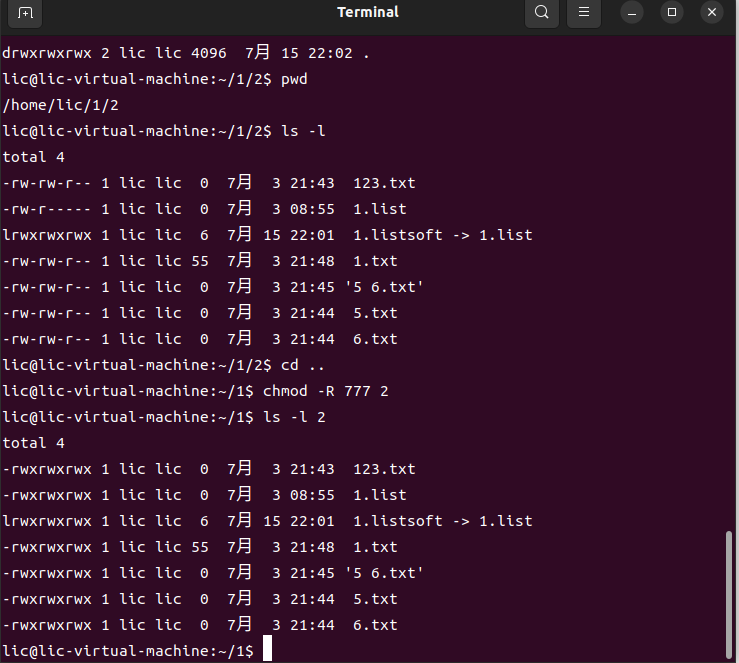 Terminal
drwxrwxrwx 2 lic lic 4096  7月 15 22:02 .
lic@lic-virtual-machine:~/1/2$ pwd
/home/lic/1/2
lic@lic-virtual-machine:~/1/2$ ls -l
total 4
-rw-rw-r-- 1 lic lic  0  7月  3 21:43  123.txt
-rw-r----- 1 lic lic  0  7月  3 08:55  1.list
lrwxrwxrwx 1 lic lic  6  7月 15 22:01  1.listsoft -> 1.list
-rw-rw-r-- 1 lic lic 55  7月  3 21:48  1.txt
-rw-rw-r-- 1 lic lic  0  7月  3 21:45 '5 6.txt'
-rw-rw-r-- 1 lic lic  0  7月  3 21:44  5.txt
-rw-rw-r-- 1 lic lic  0  7月  3 21:44  6.txt
lic@lic-virtual-machine:~/1/2$ cd ..
lic@lic-virtual-machine:~/1$ chmod -R 777 2
lic@lic-virtual-machine:~/1$ ls -l 2
total 4
-rwxrwxrwx 1 lic lic  0  7月  3 21:43  123.txt
-rwxrwxrwx 1 lic lic  0  7月  3 08:55  1.list
lrwxrwxrwx 1 lic lic  6  7月 15 22:01  1.listsoft -> 1.list
-rwxrwxrwx 1 lic lic 55  7月  3 21:48  1.txt
-rwxrwxrwx 1 lic lic  0  7月  3 21:45 '5 6.txt'
-rwxrwxrwx 1 lic lic  0  7月  3 21:44  5.txt
-rwxrwxrwx 1 lic lic  0  7月  3 21:44  6.txt
lic@lic-virtual-machine:~/1$